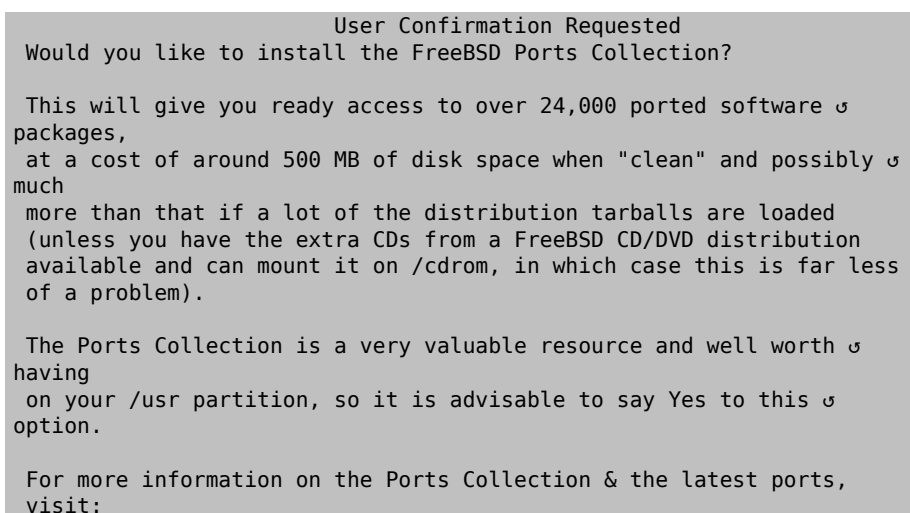 User Confirmation Requested
Would you like to install the FreeBSD Ports Collection?
This will give you ready access to over 24,000 ported software ↺
packages,
at a cost of around 500 MB of disk space when "clean" and possibly ↺
much
more than that if a lot of the distribution tarballs are loaded
(unless you have the extra CDs from a FreeBSD CD/DVD distribution
available and can mount it on /cdrom, in which case this is far less
of a problem).
The Ports Collection is a very valuable resource and well worth ↺
having
on your /usr partition, so it is advisable to say Yes to this ↺
option.
For more information on the Ports Collection & the latest ports,
visit: